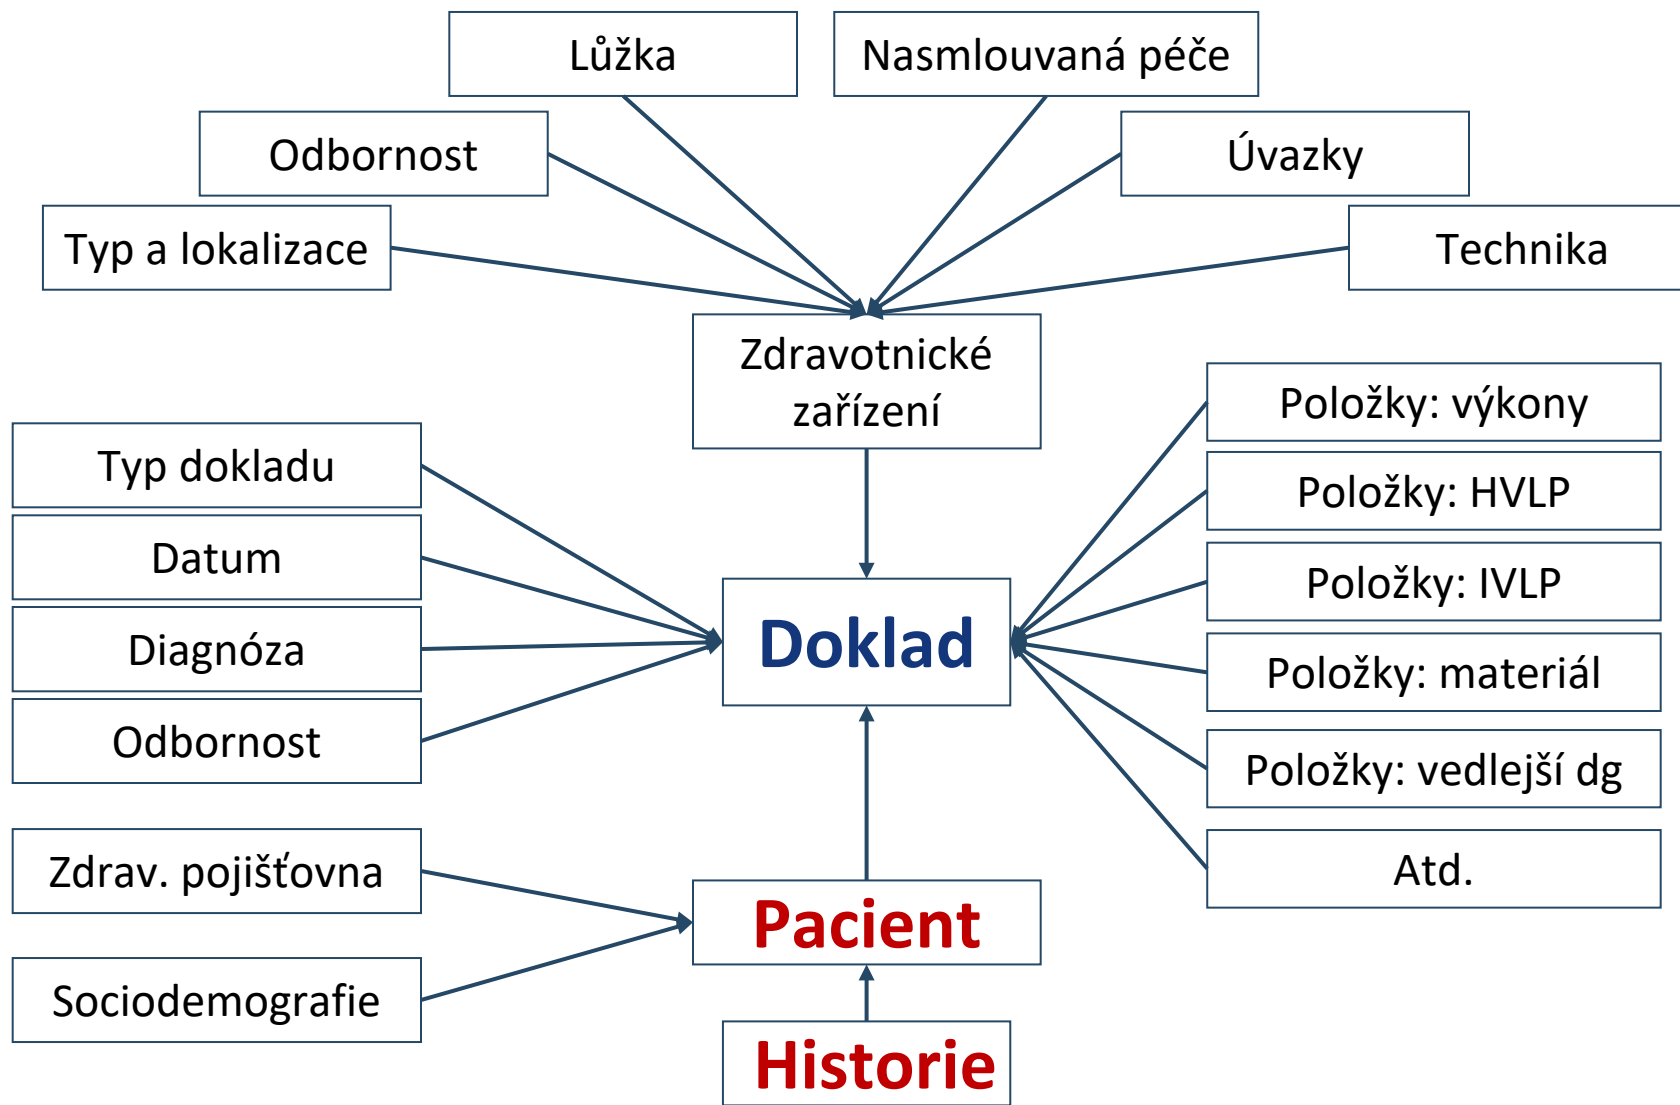 Lůžka
Nasmlouvaná péče
Odbornost
Úvazky
Typ a lokalizace
Technika
Zdravotnické
zařízení
Typ dokladu
Datum
Diagnóza
Odbornost
Doklad
Položky: výkony
Položky: HVLP
Položky: IVLP
Položky: materiál
Položky: vedlejší dg
Atd.
Zdrav. pojišťovna
Sociodemografie
Pacient
Historie